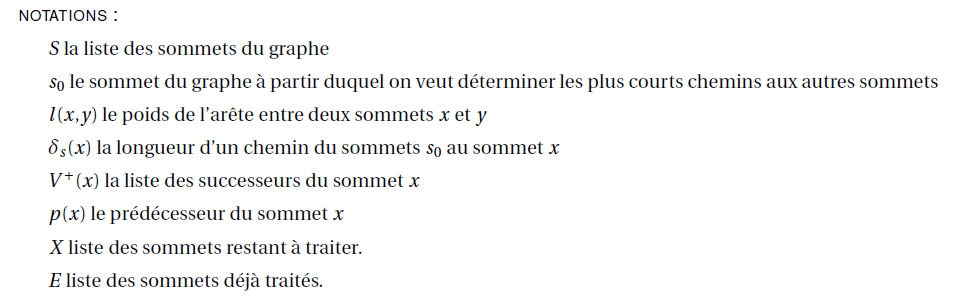 NOTATIONS :
S la liste des sommets du graphe
s₀ le sommet du graphe à partir duquel on veut déterminer les plus courts chemins aux autres sommets
l(x,y) le poids de l'arête entre deux sommets x et y
δₛ(x) la longueur d'un chemin du sommets s₀ au sommet x
V⁺(x) la liste des successeurs du sommet x
p(x) le prédécesseur du sommet x
X liste des sommets restant à traiter.
E liste des sommets déjà traités.